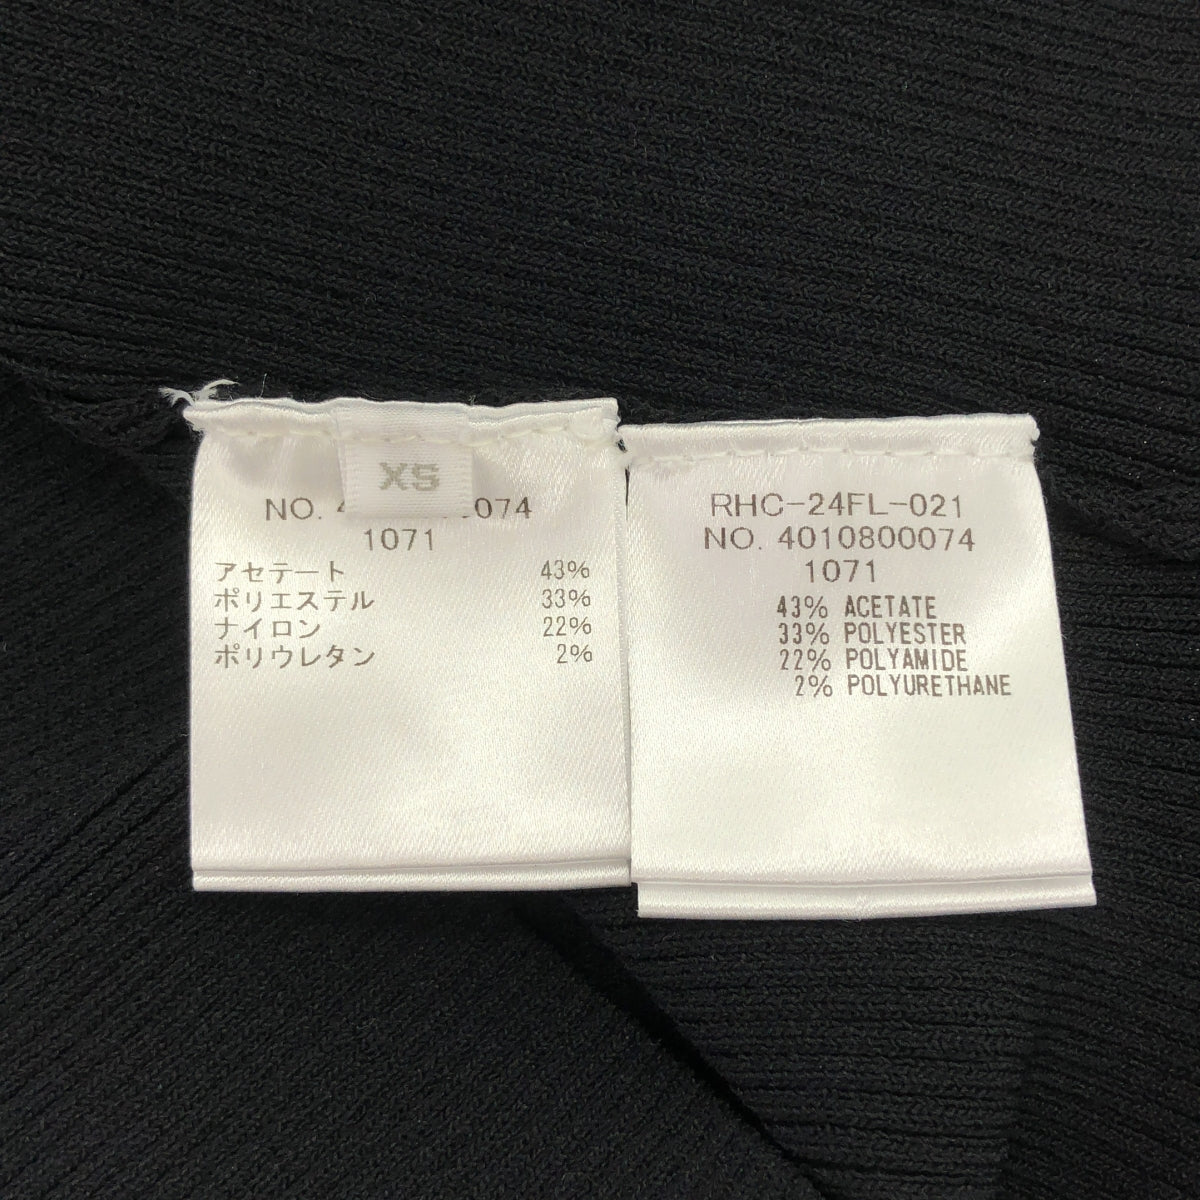 XS
NO. 074
1071
アセテート 43%
ポリエステル 33%
ナイロン 22%
ポリウレタン 2%
RHC-24FL-021
NO. 4010800074
1071
43% ACETATE
33% POLYESTER
22% POLYAMIDE
2% POLYURETHANE